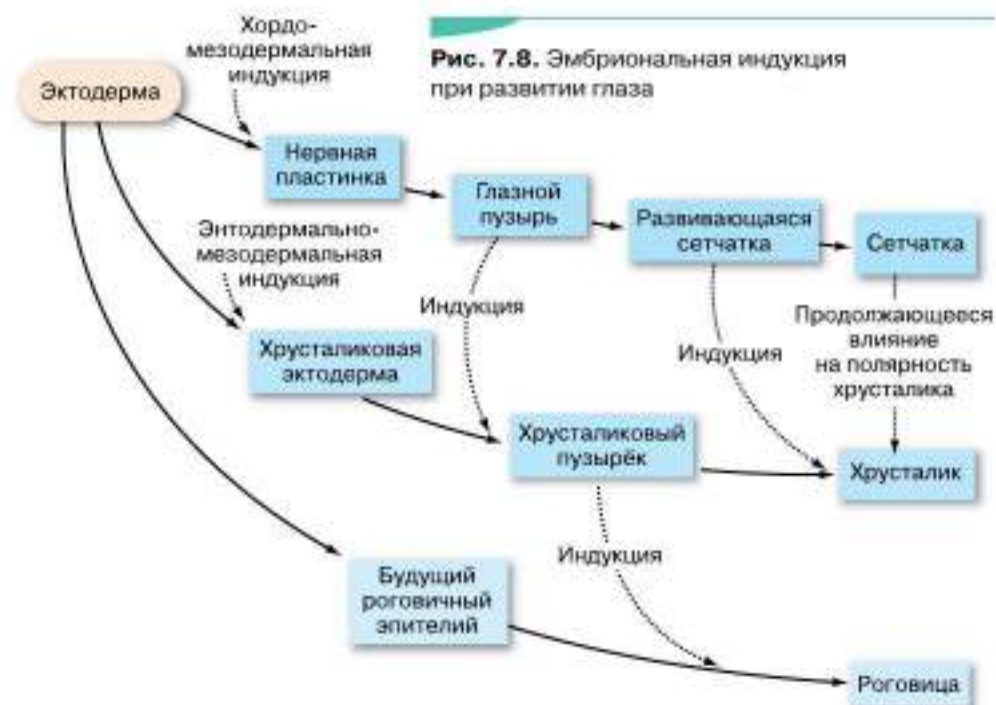 Хордо-
мезодермальная
индукция
Рис. 7.8. Эмбриональная индукция
при развитии глаза
Эктодерма
Нервная
пластинка
Глазной
пузырь
Развивающаяся
сетчатка
Сетчатка
Энтодермально-
мезодермальная
индукция
Индукция
Индукция
Продолжающееся
влияние
на полярность
хрусталика
Хрусталиковая
эктодерма
Хрусталиковый
пузырёк
Хрусталик
Индукция
Будущий
роговичный
эпителий
Роговица